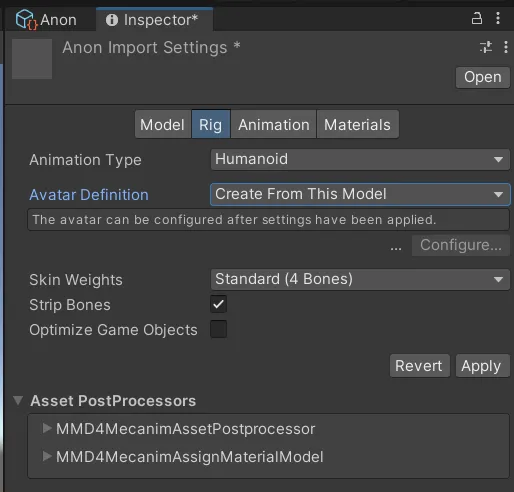 Anon Inspector*
Anon Import Settings *
Open
Model Rig Animation Materials
Animation Type Humanoid
Avatar Definition Create From This Model
The avatar can be configured after settings have been applied.
... Configure...
Skin Weights Standard (4 Bones)
Strip Bones
Optimize Game Objects
Revert Apply
Asset PostProcessors
MMD4MecanimAssetPostprocessor
MMD4MecanimAssignMaterialModel